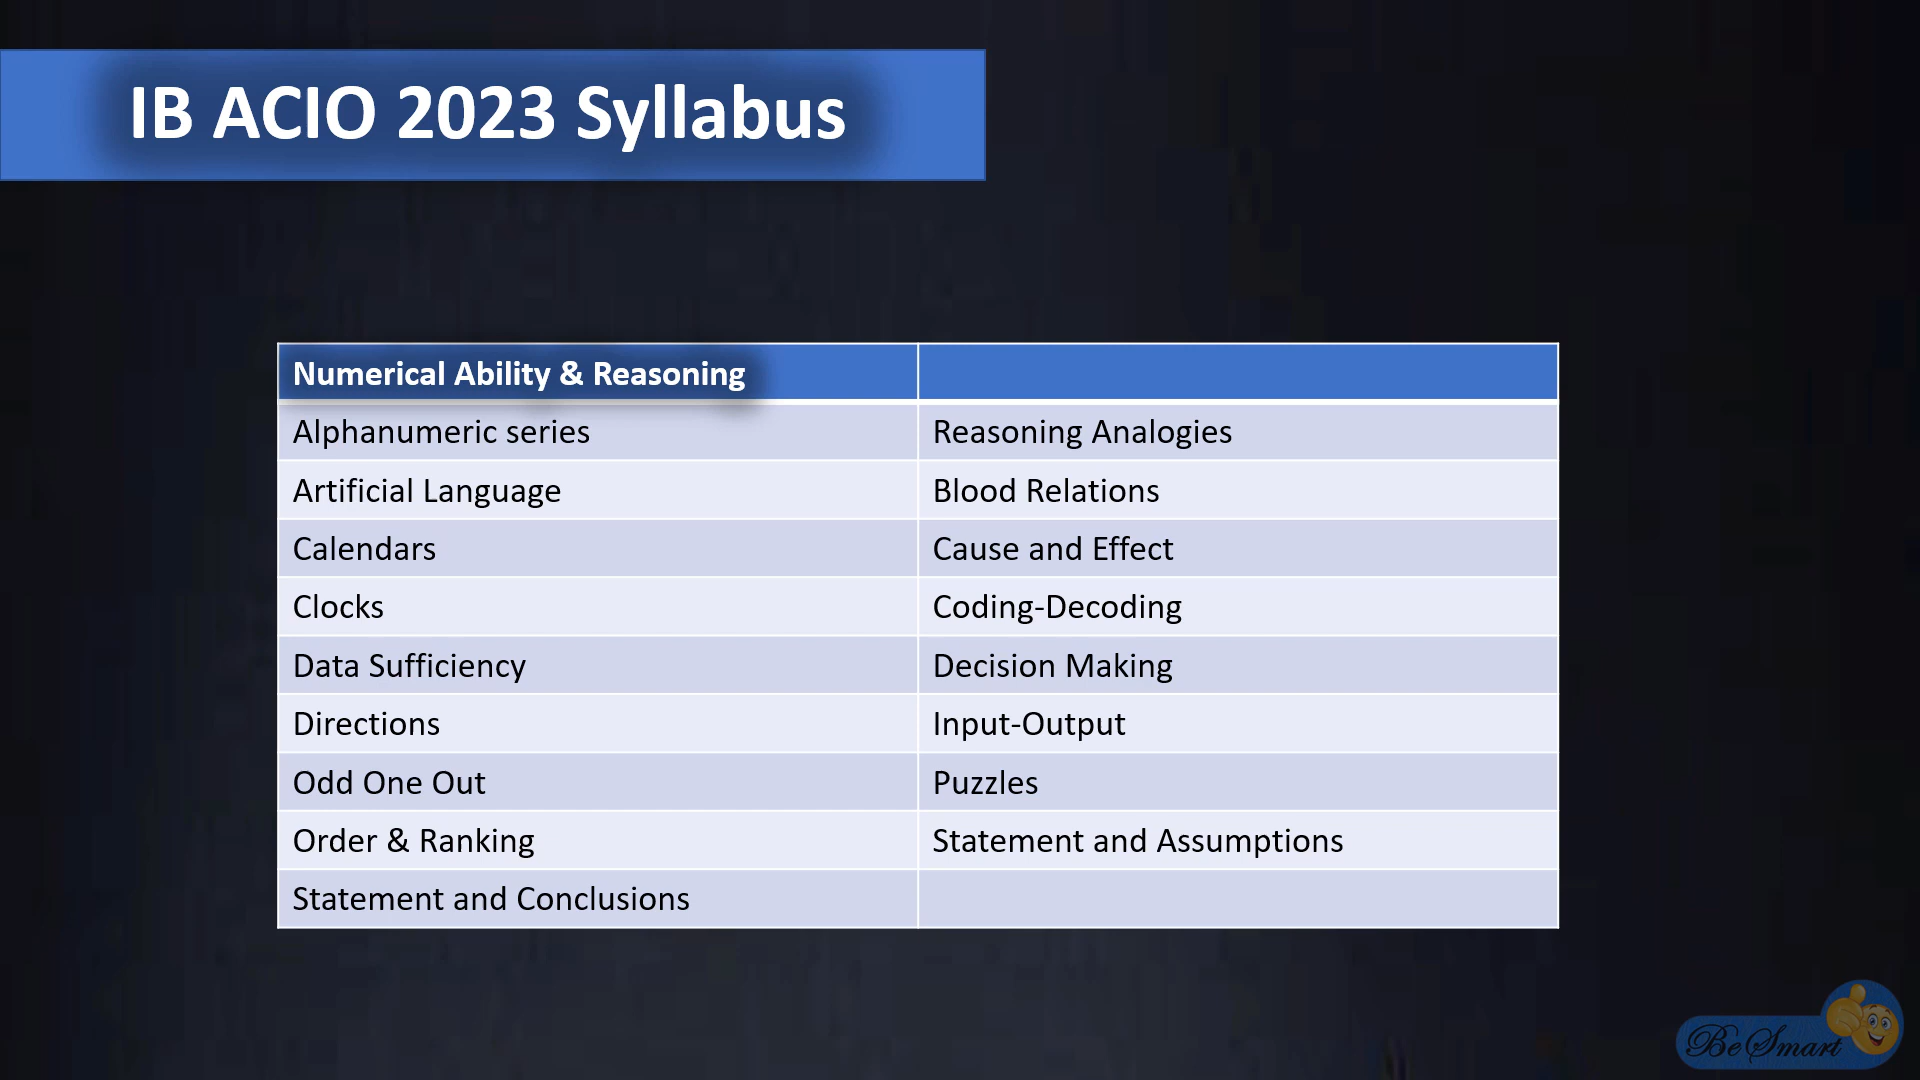 IB ACIO 2023 Syllabus
Numerical Ability & Reasoning
Alphanumeric series
Reasoning Analogies
Artificial Language
Blood Relations
Calendars
Cause and Effect
Clocks
Coding-Decoding
Data Sufficiency
Decision Making
Directions
Input-Output
Odd One Out
Puzzles
Order & Ranking
Statement and Assumptions
Statement and Conclusions
Be Smart